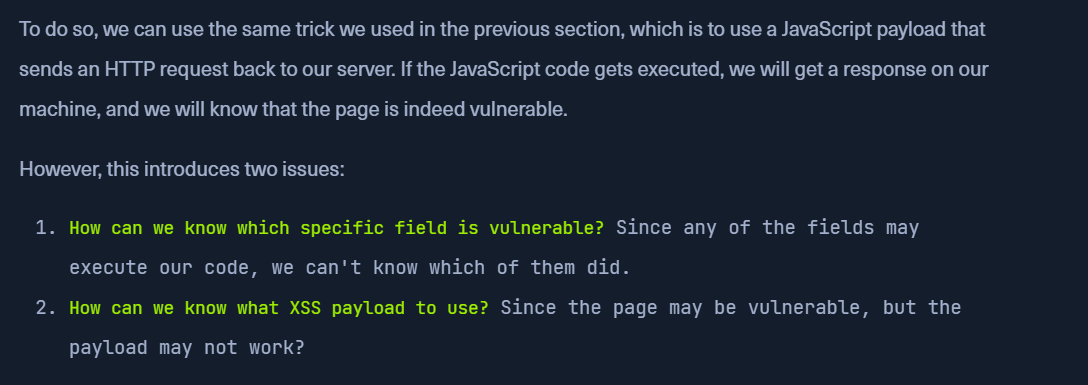 To do so, we can use the same trick we used in the previous section, which is to use a JavaScript payload that
sends an HTTP request back to our server. If the JavaScript code gets executed, we will get a response on our
machine, and we will know that the page is indeed vulnerable.
However, this introduces two issues:
1. How can we know which specific field is vulnerable? Since any of the fields may
execute our code, we can't know which of them did.
2. How can we know what XSS payload to use? Since the page may be vulnerable, but the
payload may not work?